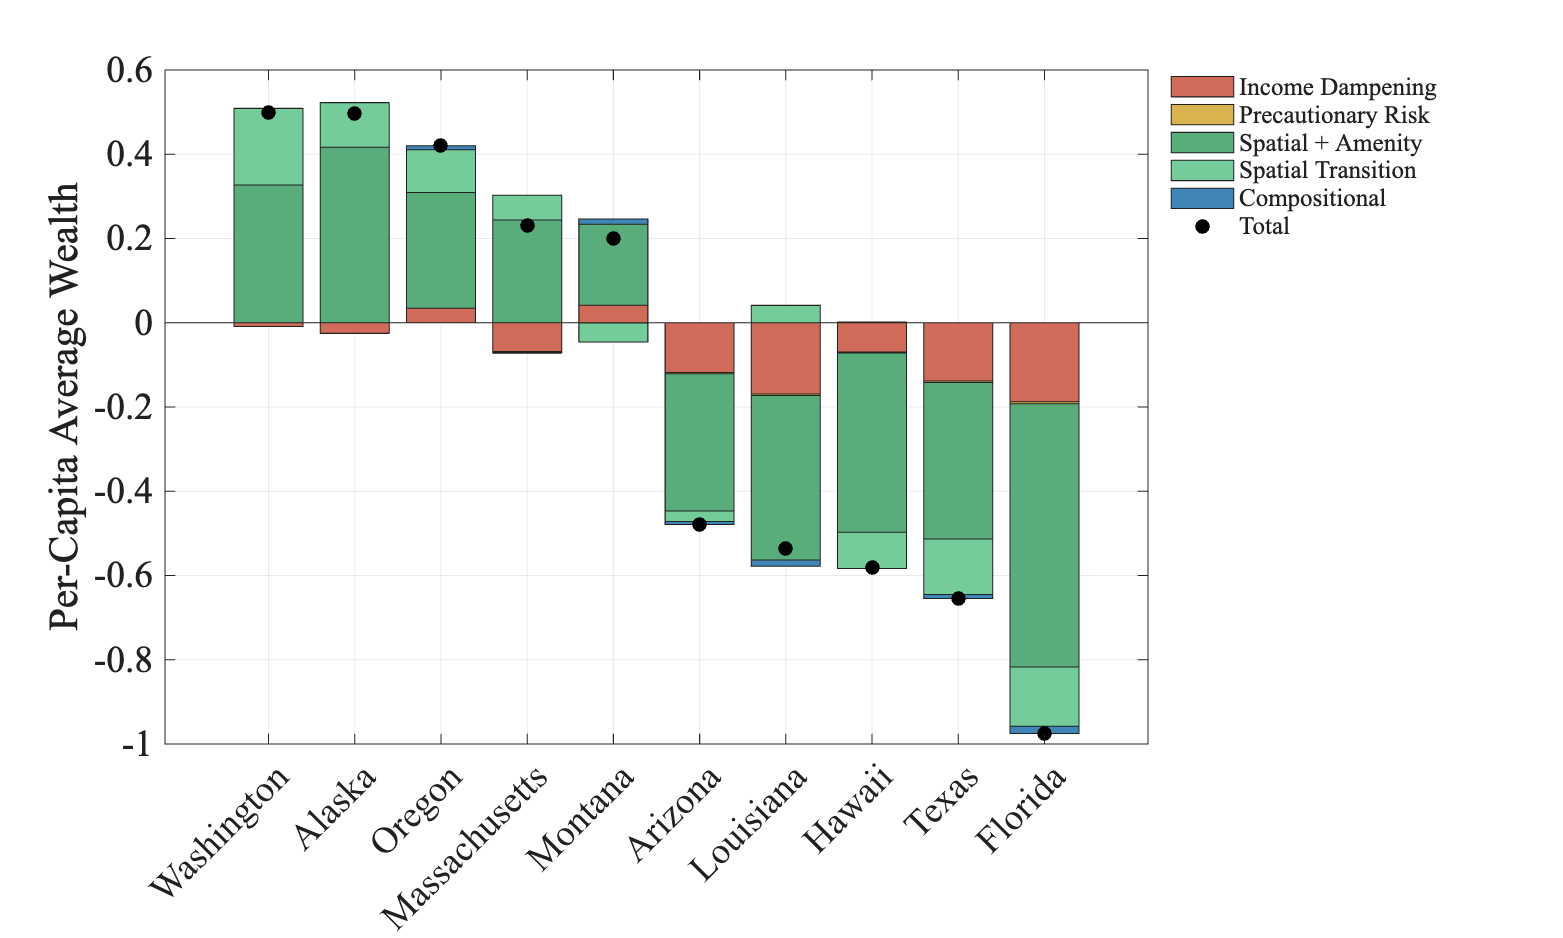 Per-Capita Average Wealth
0.6
0.4
0.2
0
-0.2
-0.4
-0.6
-0.8
-1
Washington
Alaska
Oregon
Massachusetts
Montana
Arizona
Louisiana
Hawaii
Texas
Florida
Income Dampening
Precautionary Risk
Spatial + Amenity
Spatial Transition
Compositional
Total